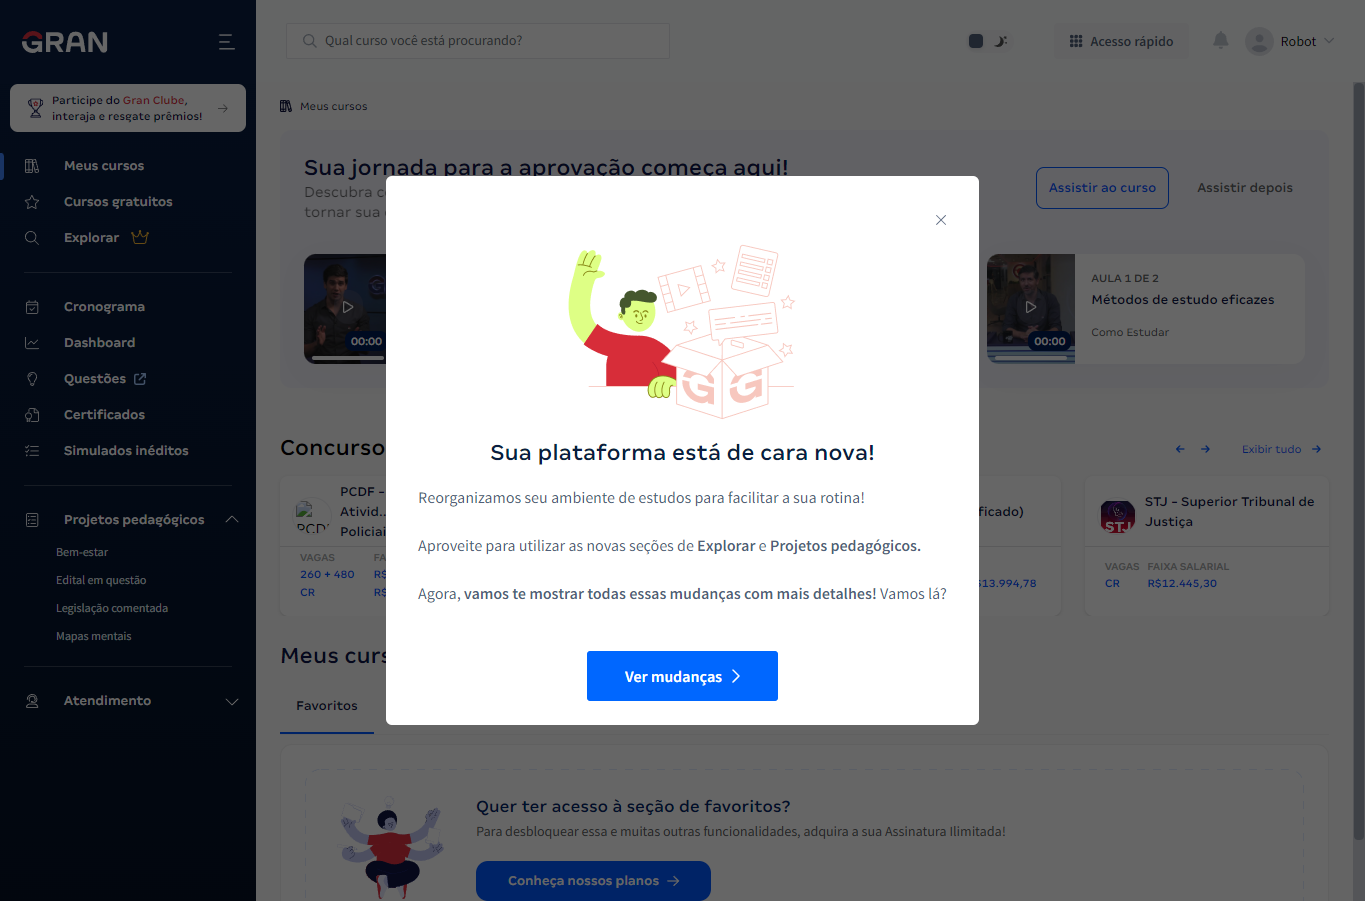 GRAN
Qual curso você está procurando?
Acesso rápido
Robot
Participe do Gran Clube,
interaja e resgate prêmios!
Meus cursos
Cursos gratuitos
Explorar
Cronograma
Dashboard
Questões
Certificados
Simulados inéditos
Projetos pedagógicos
Bem-estar
Edital em questão
Legislação comentada
Mapas mentais
Atendimento
Meus cursos
Sua jornada para a aprovação começa aqui!
Descubra
tornar sua
Assistir ao curso
Assistir depois
00:00
00:00
AULA 1 DE 2
Métodos de estudo eficazes
Como Estudar
Sua plataforma está de cara nova!
Reorganizamos seu ambiente de estudos para facilitar a sua rotina!
Aproveite para utilizar as novas seções de Explorar e Projetos pedagógicos.
Agora, vamos te mostrar todas essas mudanças com mais detalhes! Vamos lá?
Ver mudanças
Concurso
Exibir tudo
PCDF
PCDF -
Ativid...
Policiai
VAGAS
FA
260 + 480
R$
CR
R$
ficado)
13.994,78
STJ
STJ - Superior Tribunal de
Justiça
VAGAS FAIXA SALARIAL
CR R$12.445,30
Meus curs
Favoritos
Quer ter acesso à seção de favoritos?
Para desbloquear essa e muitas outras funcionalidades, adquira a sua Assinatura Ilimitada!
Conheça nossos planos